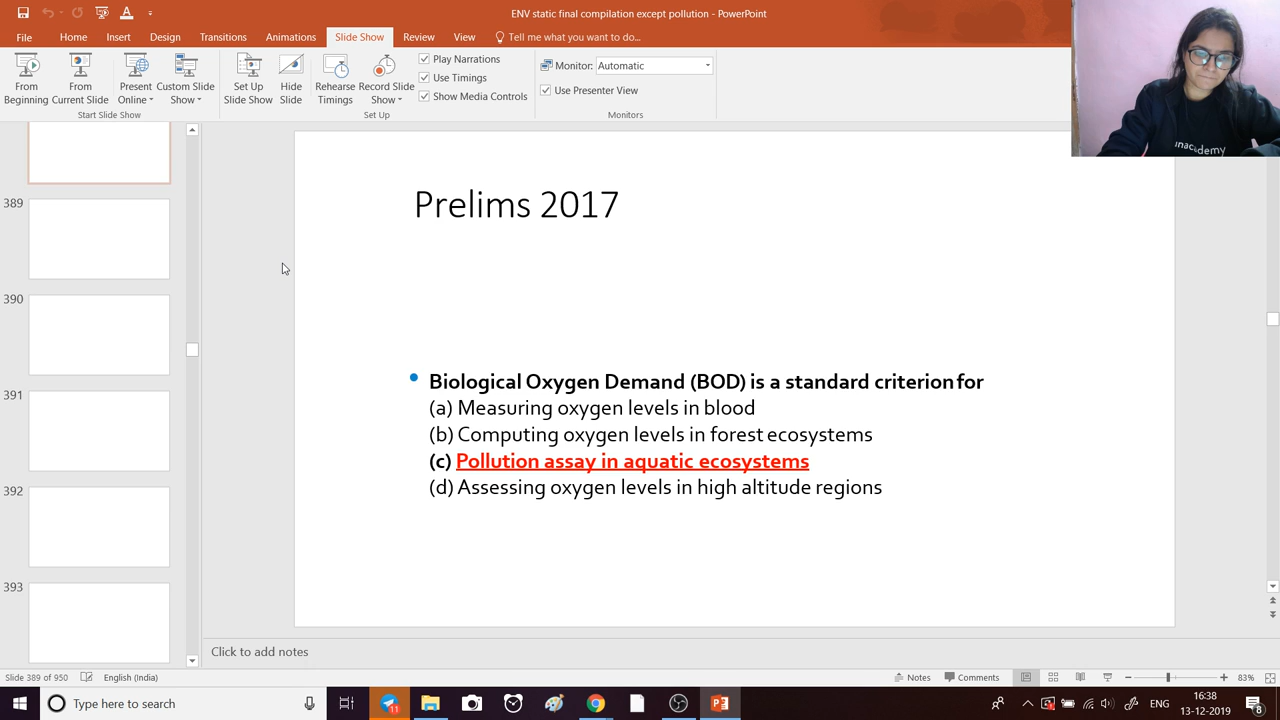 ENV static final compilation except pollution - PowerPoint
File Home Insert Design Transitions Animations Slide Show Review View Tell me what you want to do...
From Beginning
From Current Slide
Present Online
Custom Slide Show
Set Up Slide Show
Hide Slide
Rehearse Timings
Record Slide Show
Play Narrations
Use Timings
Show Media Controls
Monitor: Automatic
Use Presenter View
Start Slide Show Set Up Monitors
389
390
391
392
393
Prelims 2017
Biological Oxygen Demand (BOD) is a standard criterion for
(a) Measuring oxygen levels in blood
(b) Computing oxygen levels in forest ecosystems
(c) Pollution assay in aquatic ecosystems
(d) Assessing oxygen levels in high altitude regions
Click to add notes
Slide 389 of 950 English (India) Notes Comments 83%
Type here to search
11
16:38
ENG
13-12-2019
8